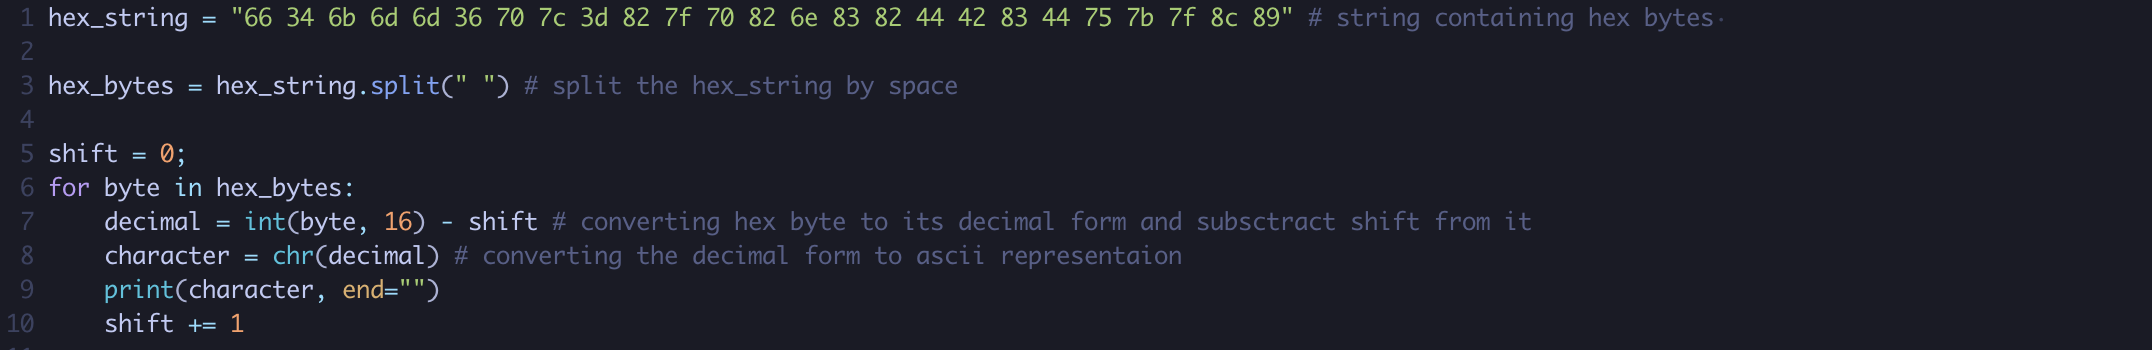 1 hex_string = "66 34 6b 6d 6d 36 70 7c 3d 82 7f 70 82 6e 83 82 44 42 83 44 75 7b 7f 8c 89" # string containing hex bytes·
2
3 hex_bytes = hex_string.split(" ") # split the hex_string by space
4
5 shift = 0;
6 for byte in hex_bytes:
7     decimal = int(byte, 16) - shift # converting hex byte to its decimal form and subsctract shift from it
8     character = chr(decimal) # converting the decimal form to ascii representaion
9     print(character, end="")
10     shift += 1